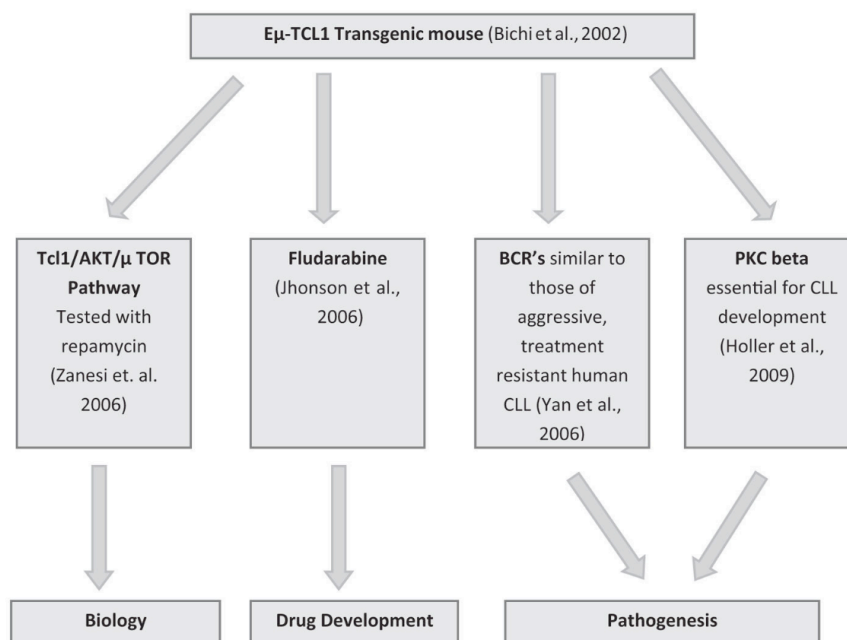 Eµ-TCL1 Transgenic mouse (Bichi et al., 2002)
Tcl1/AKT/µ TOR
Pathway
Tested with
repamycin
(Zanesi et. al.
2006)
Fludarabine
(Jhonson et al.,
2006)
BCR's similar to
those of
aggressive,
treatment
resistant human
CLL (Yan et al.,
2006)
PKC beta
essential for CLL
development
(Holler et al.,
2009)
Biology
Drug Development
Pathogenesis